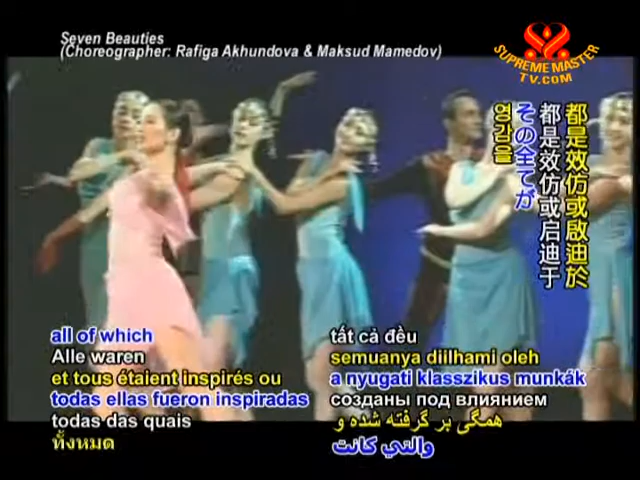 Seven Beauties
(Choreographer: Rafiga Akhundova & Maksud Mamedov)
SUPREME MASTER
TV.COM
都是效仿或啟迪於
都是效仿或启迪于
その全てが
영감을
all of which
Alle waren
et tous étaient inspirés ou
todas ellas fueron inspiradas
todas das quais
ทั้งหมด
tất cả đều
semuanya diilhami oleh
a nyugati klasszikus munkák
созданы под влиянием
همگی بر گرفته شده و
والتي كانت